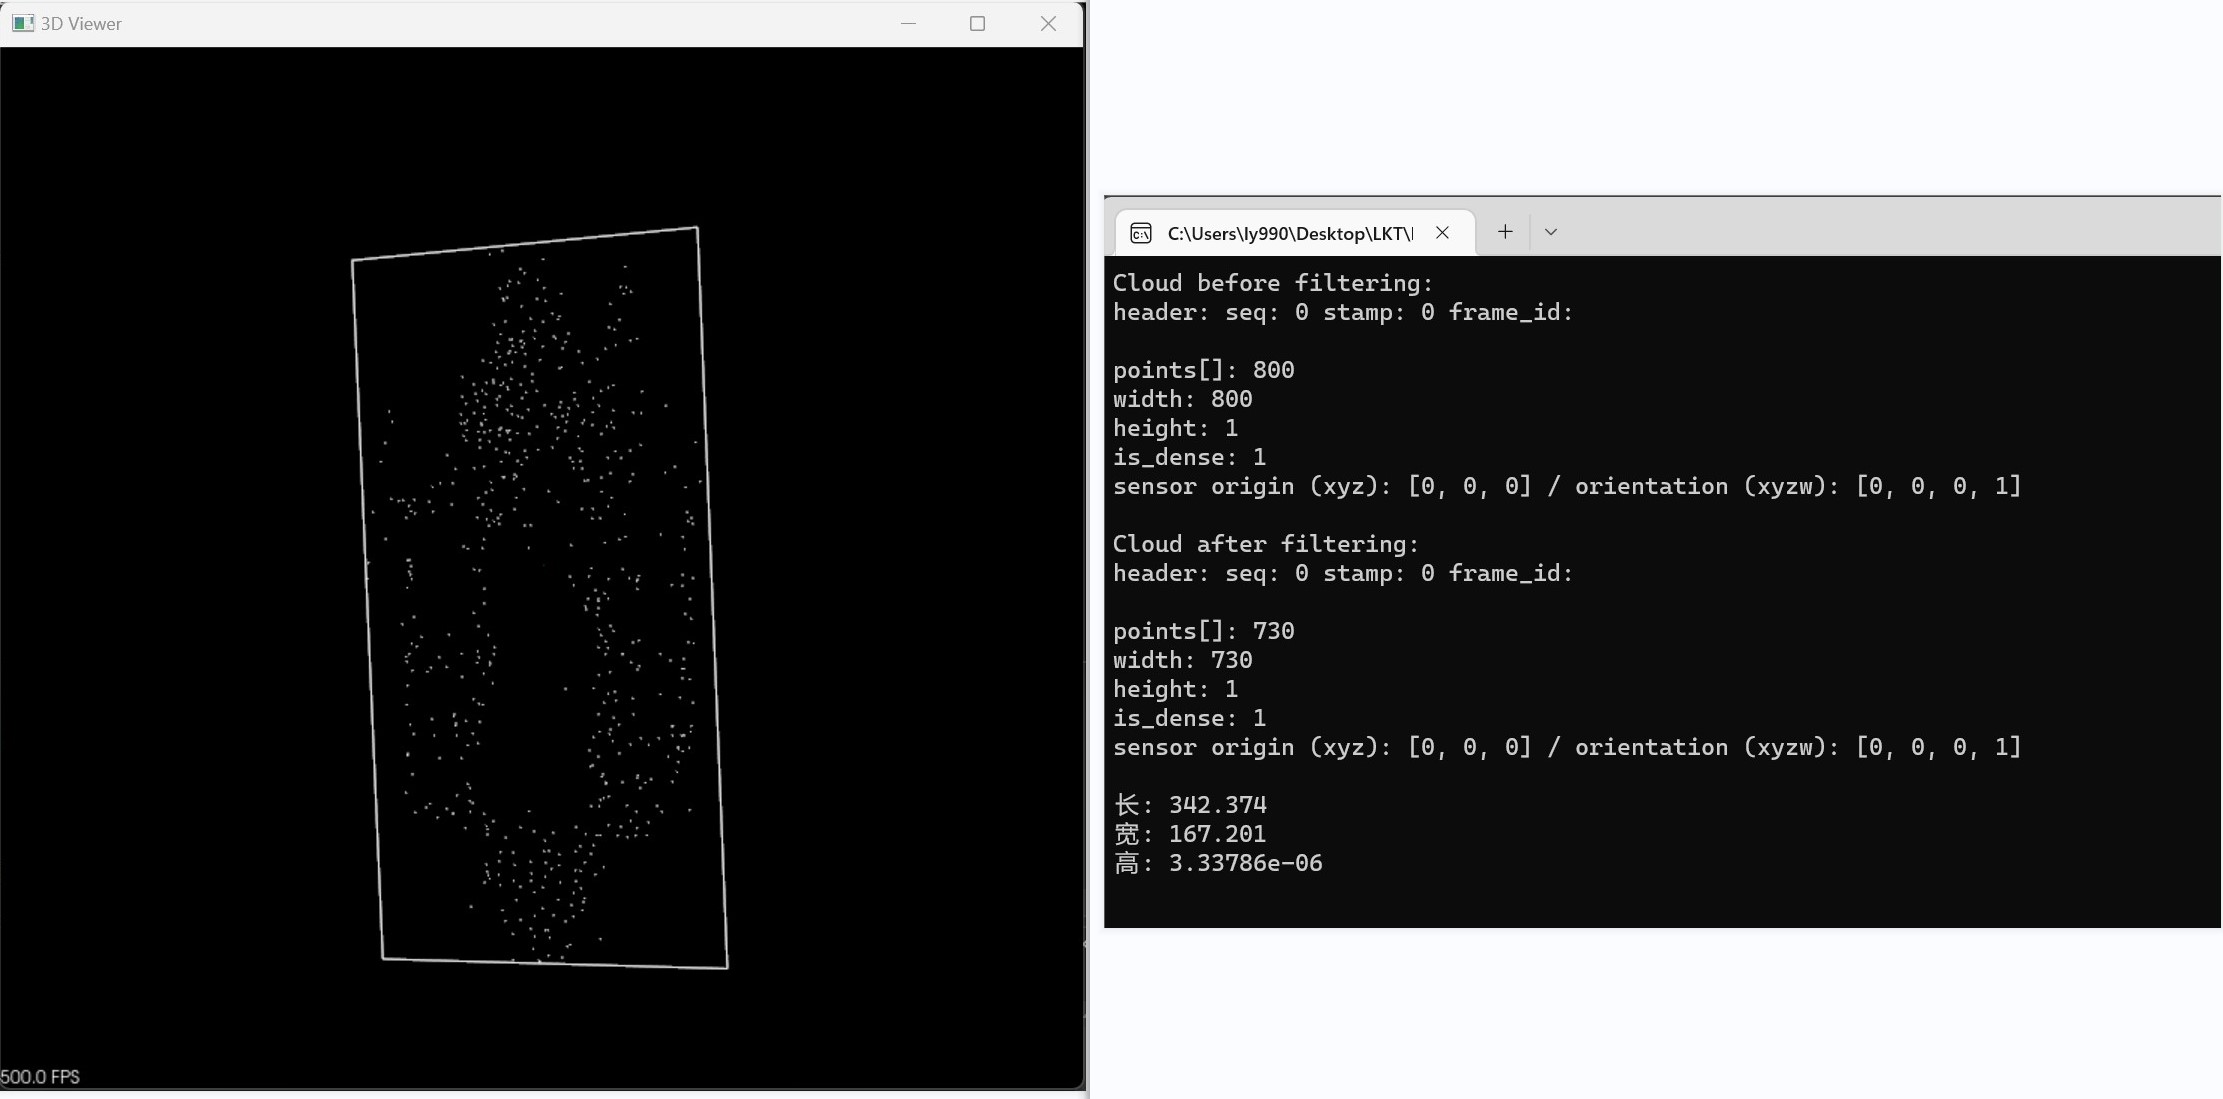 3D Viewer
500.0 FPS
C:\Users\ly990\Desktop\LKT\
Cloud before filtering:
header: seq: 0 stamp: 0 frame_id:
points[]: 800
width: 800
height: 1
is_dense: 1
sensor origin (xyz): [0, 0, 0] / orientation (xyzw): [0, 0, 0, 1]
Cloud after filtering:
header: seq: 0 stamp: 0 frame_id:
points[]: 730
width: 730
height: 1
is_dense: 1
sensor origin (xyz): [0, 0, 0] / orientation (xyzw): [0, 0, 0, 1]
长: 342.374
宽: 167.201
高: 3.33786e-06